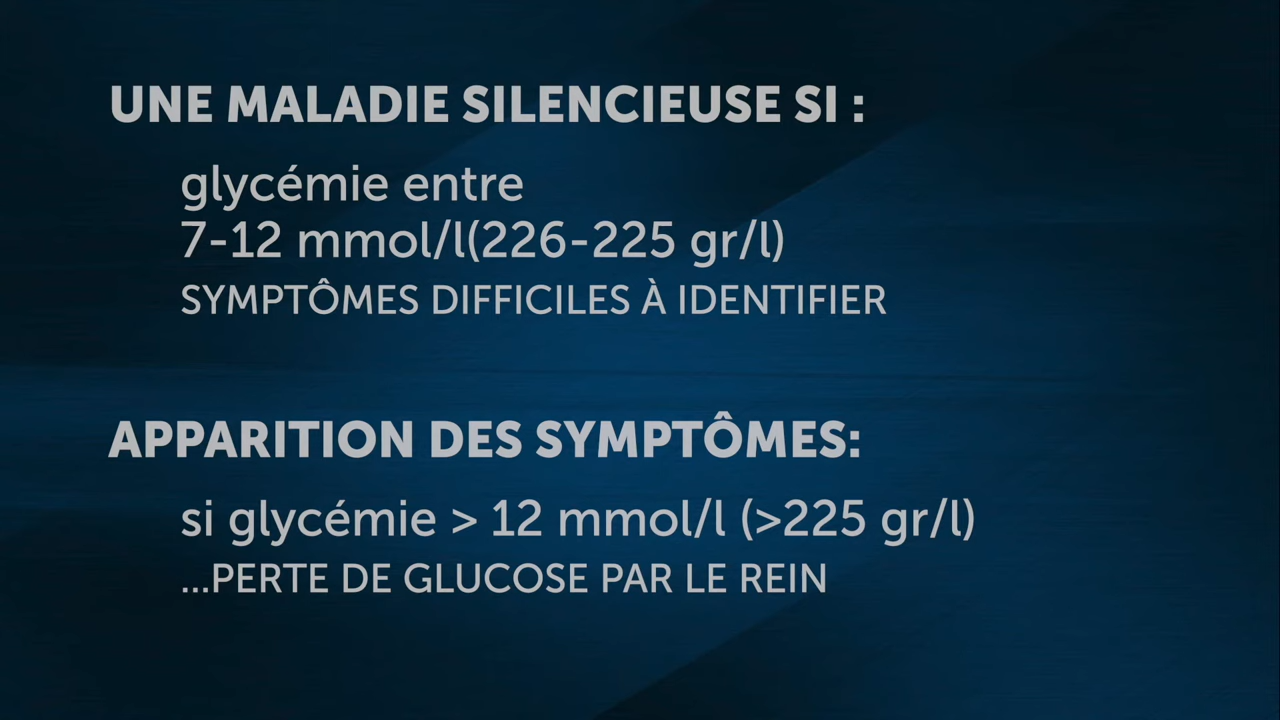 UNE MALADIE SILENCIEUSE SI :
glycémie entre
7-12 mmol/l(226-225 gr/l)
SYMPTÔMES DIFFICILES À IDENTIFIER
APPARITION DES SYMPTÔMES:
si glycémie > 12 mmol/l (>225 gr/l)
...PERTE DE GLUCOSE PAR LE REIN